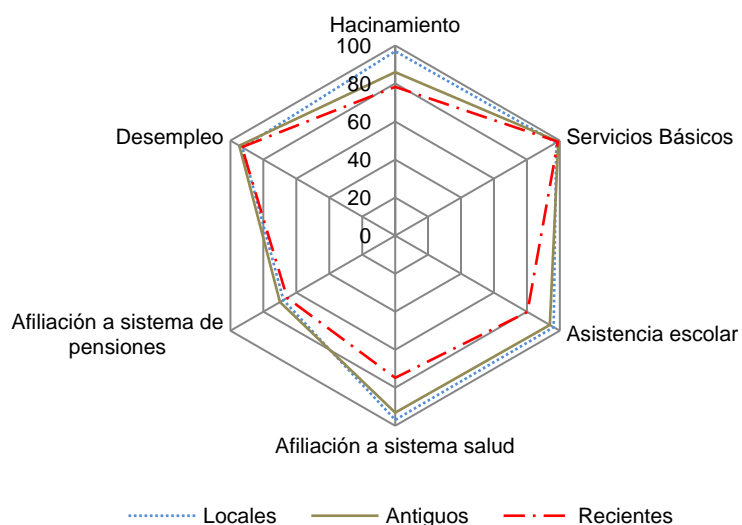 Hacinamiento
100
80
60
40
20
0
Desempleo
Servicios Básicos
Afiliación a sistema de
pensiones
Asistencia escolar
Afiliación a sistema salud
Locales
Antiguos
Recientes